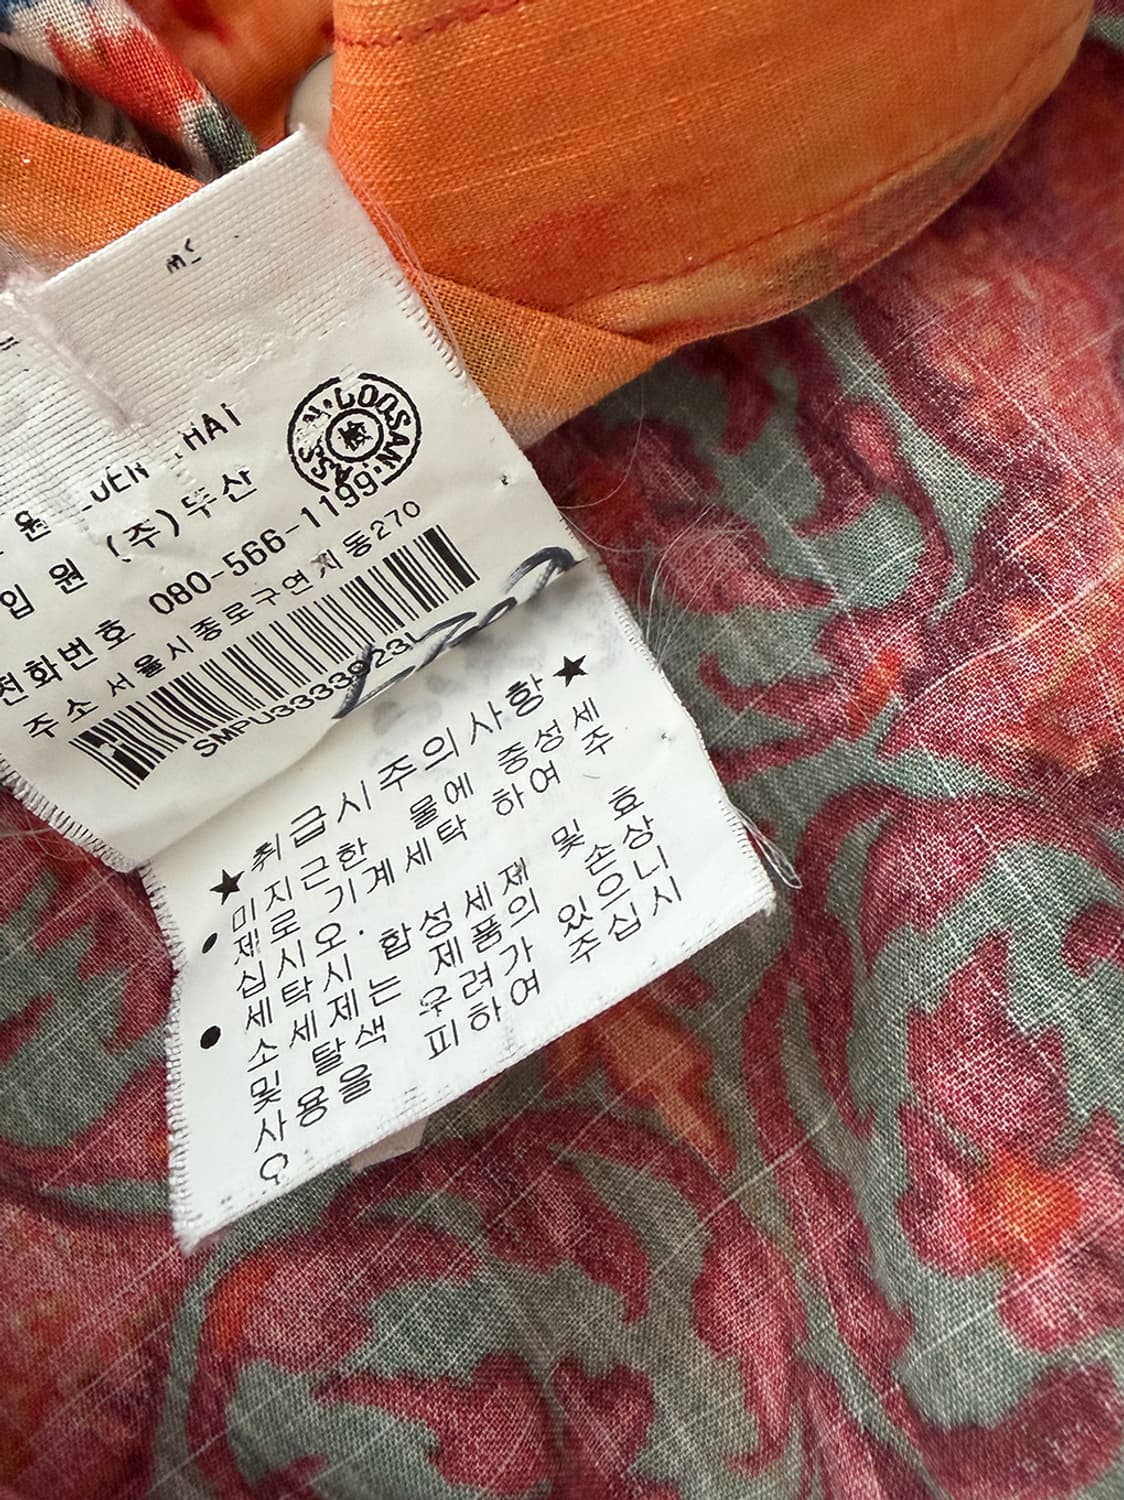 원 (주)두산
입 원
전화번호 080-566-1199
주소 서울시종로구연지동270
SMPU3333923L
★취급시주의사항★
● 미지근한 물에 중성세
제로 기계세탁 하여 주
십시오.
● 세탁시 합성세제 및 효
소세제는 제품의 손상
및 탈색 우려가 있으니
사용을 피하여 주십시
오